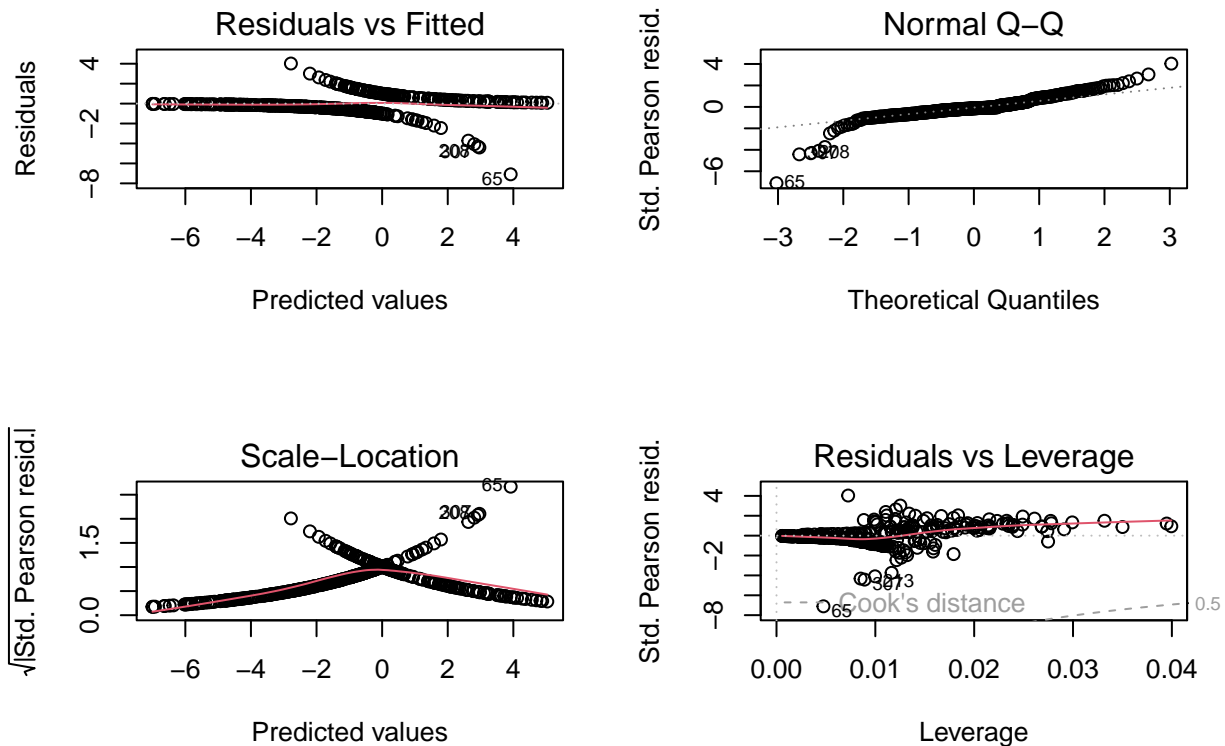 Residuals vs Fitted
Residuals
4
−2
−8
65
−6 −4 −2 0 2 4
Predicted values
Normal Q−Q
Std. Pearson resid.
4
0
−6
65
−3 −2 −1 0 1 2 3
Theoretical Quantiles
Scale−Location
√|Std. Pearson resid.|
1.5
0.0
65
−6 −4 −2 0 2 4
Predicted values
Residuals vs Leverage
Std. Pearson resid.
4
−2
−8
65
Cook's distance
0.5
0.00 0.01 0.02 0.03 0.04
Leverage